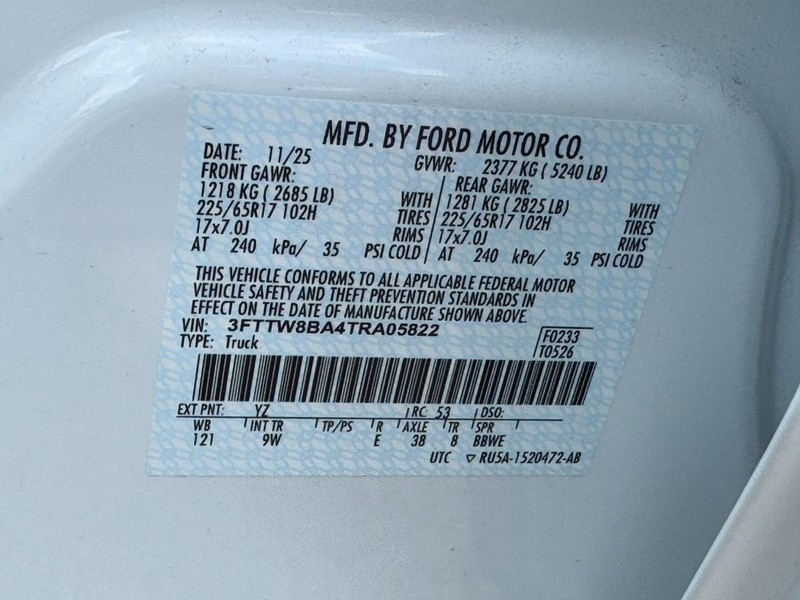 MFD. BY FORD MOTOR CO.
DATE: 11/25 GVWR: 2377 KG ( 5240 LB)
FRONT GAWR: REAR GAWR:
1218 KG ( 2685 LB) WITH 1281 KG ( 2825 LB) WITH
225/65R17 102H TIRES 225/65R17 102H TIRES
17x7.0J RIMS 17x7.0J RIMS
AT 240 kPa/ 35 PSI COLD AT 240 kPa/ 35 PSI COLD
THIS VEHICLE CONFORMS TO ALL APPLICABLE FEDERAL MOTOR
VEHICLE SAFETY AND THEFT PREVENTION STANDARDS IN
EFFECT ON THE DATE OF MANUFACTURE SHOWN ABOVE.
VIN: 3FTTW8BA4TRA05822 F0233
TYPE: Truck T0526
EXT PNT: YZ RC: 53 DSO:
WB INT TR TP/PS R AXLE TR SPR
121 9W E 38 8 BBWE
UTC ▽ RU5A-1520472-AB